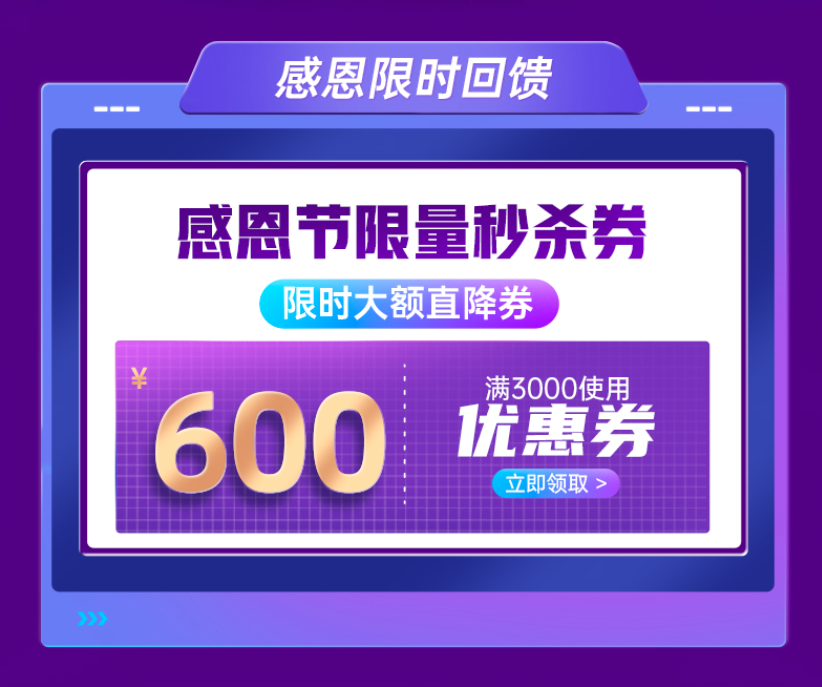 感恩限时回馈
感恩节限量秒杀券
限时大额直降券
¥
600
满3000使用
优惠券
立即领取 >